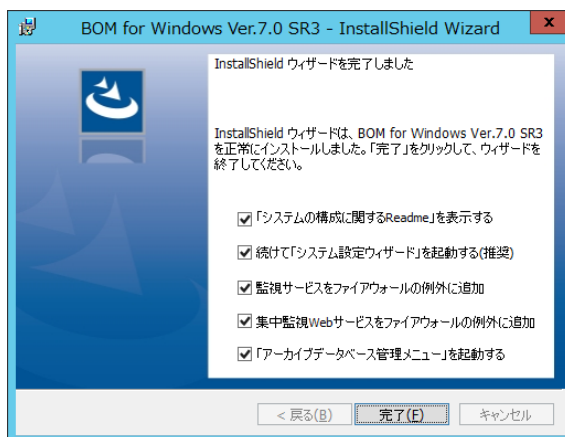 BOM for Windows Ver.7.0 SR3 - InstallShield Wizard
x
InstallShield ウィザードを完了しました
InstallShield ウィザードは、BOM for Windows Ver.7.0 SR3
を正常にインストールしました。「完了」をクリックして、ウィザードを
終了してください。
「システムの構成に関するReadme」を表示する
続けて「システム設定ウィザード」を起動する(推奨)
監視サービスをファイアウォールの例外に追加
集中監視Webサービスをファイアウォールの例外に追加
「アーカイブデータベース管理メニュー」を起動する
< 戻る(B) 完了(F) キャンセル